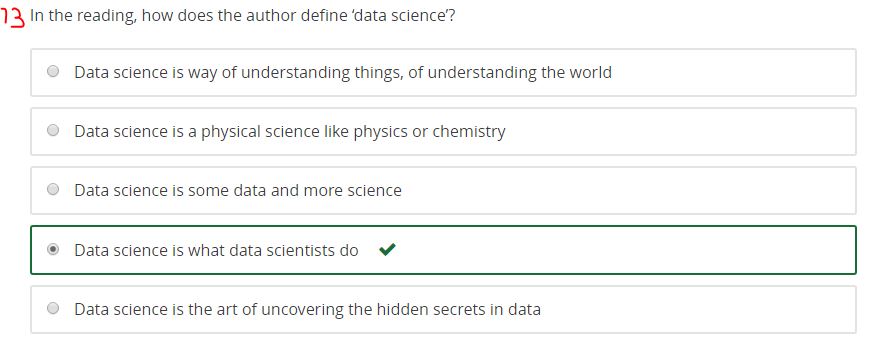 13 In the reading, how does the author define ‘data science’?
Data science is way of understanding things, of understanding the world
Data science is a physical science like physics or chemistry
Data science is some data and more science
Data science is what data scientists do
Data science is the art of uncovering the hidden secrets in data